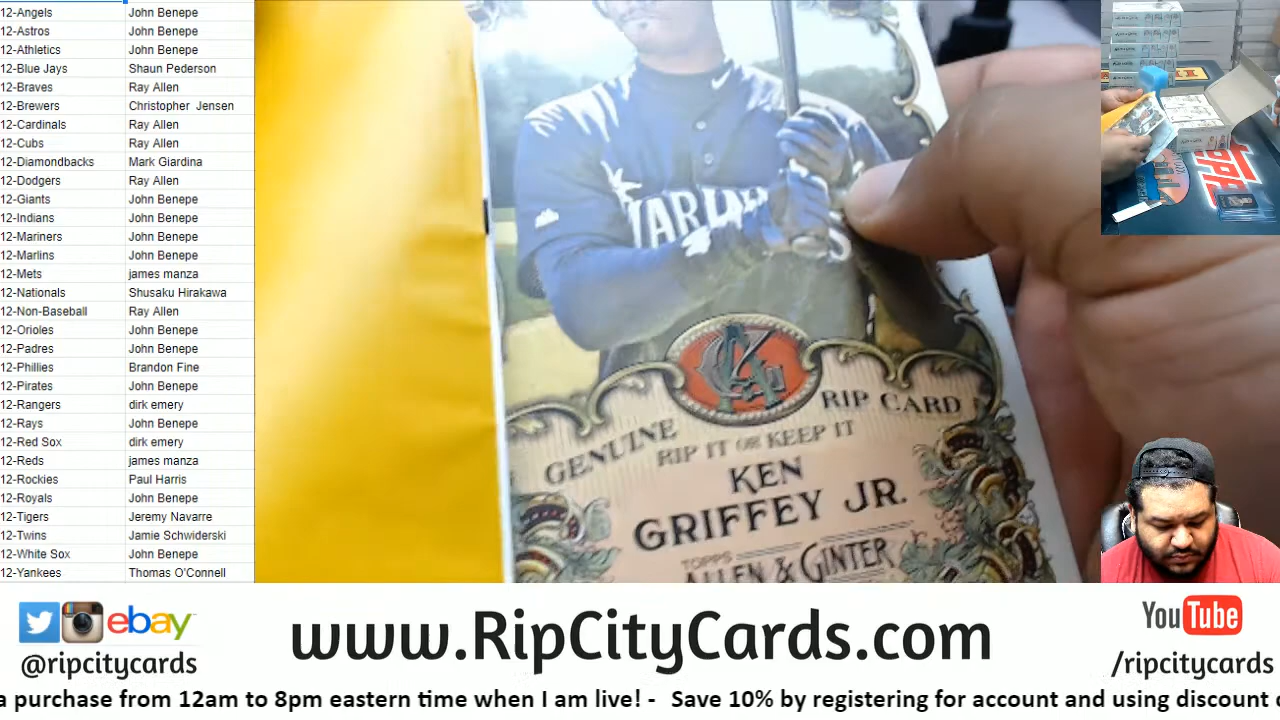 12-Angels John Benepe
12-Astros John Benepe
12-Athletics John Benepe
12-Blue Jays Shaun Pederson
12-Braves Ray Allen
12-Brewers Christopher Jensen
12-Cardinals Ray Allen
12-Cubs Ray Allen
12-Diamondbacks Mark Giardina
12-Dodgers Ray Allen
12-Giants John Benepe
12-Indians John Benepe
12-Mariners John Benepe
12-Marlins John Benepe
12-Mets james manza
12-Nationals Shusaku Hirakawa
12-Non-Baseball Ray Allen
12-Orioles John Benepe
12-Padres John Benepe
12-Phillies Brandon Fine
12-Pirates John Benepe
12-Rangers dirk emery
12-Rays John Benepe
12-Red Sox dirk emery
12-Reds james manza
12-Rockies Paul Harris
12-Royals John Benepe
12-Tigers Jeremy Navarre
12-Twins Jamie Schwiderski
12-White Sox John Benepe
12-Yankees Thomas O'Connell
GENUINE RIP CARD
RIP IT OR KEEP IT
KEN
GRIFFEY JR.
TOPPS
ALLEN & GINTER
ebay
@ripcitycards
www.RipCityCards.com
YouTube
/ripcitycards
a purchase from 12am to 8pm eastern time when I am live! - Save 10% by registering for account and using discount